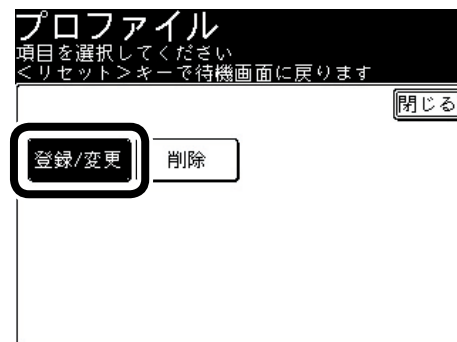 プロファイル
項目を選択してください
＜リセット＞キーで待機画面に戻ります
閉じる
登録/変更 削除